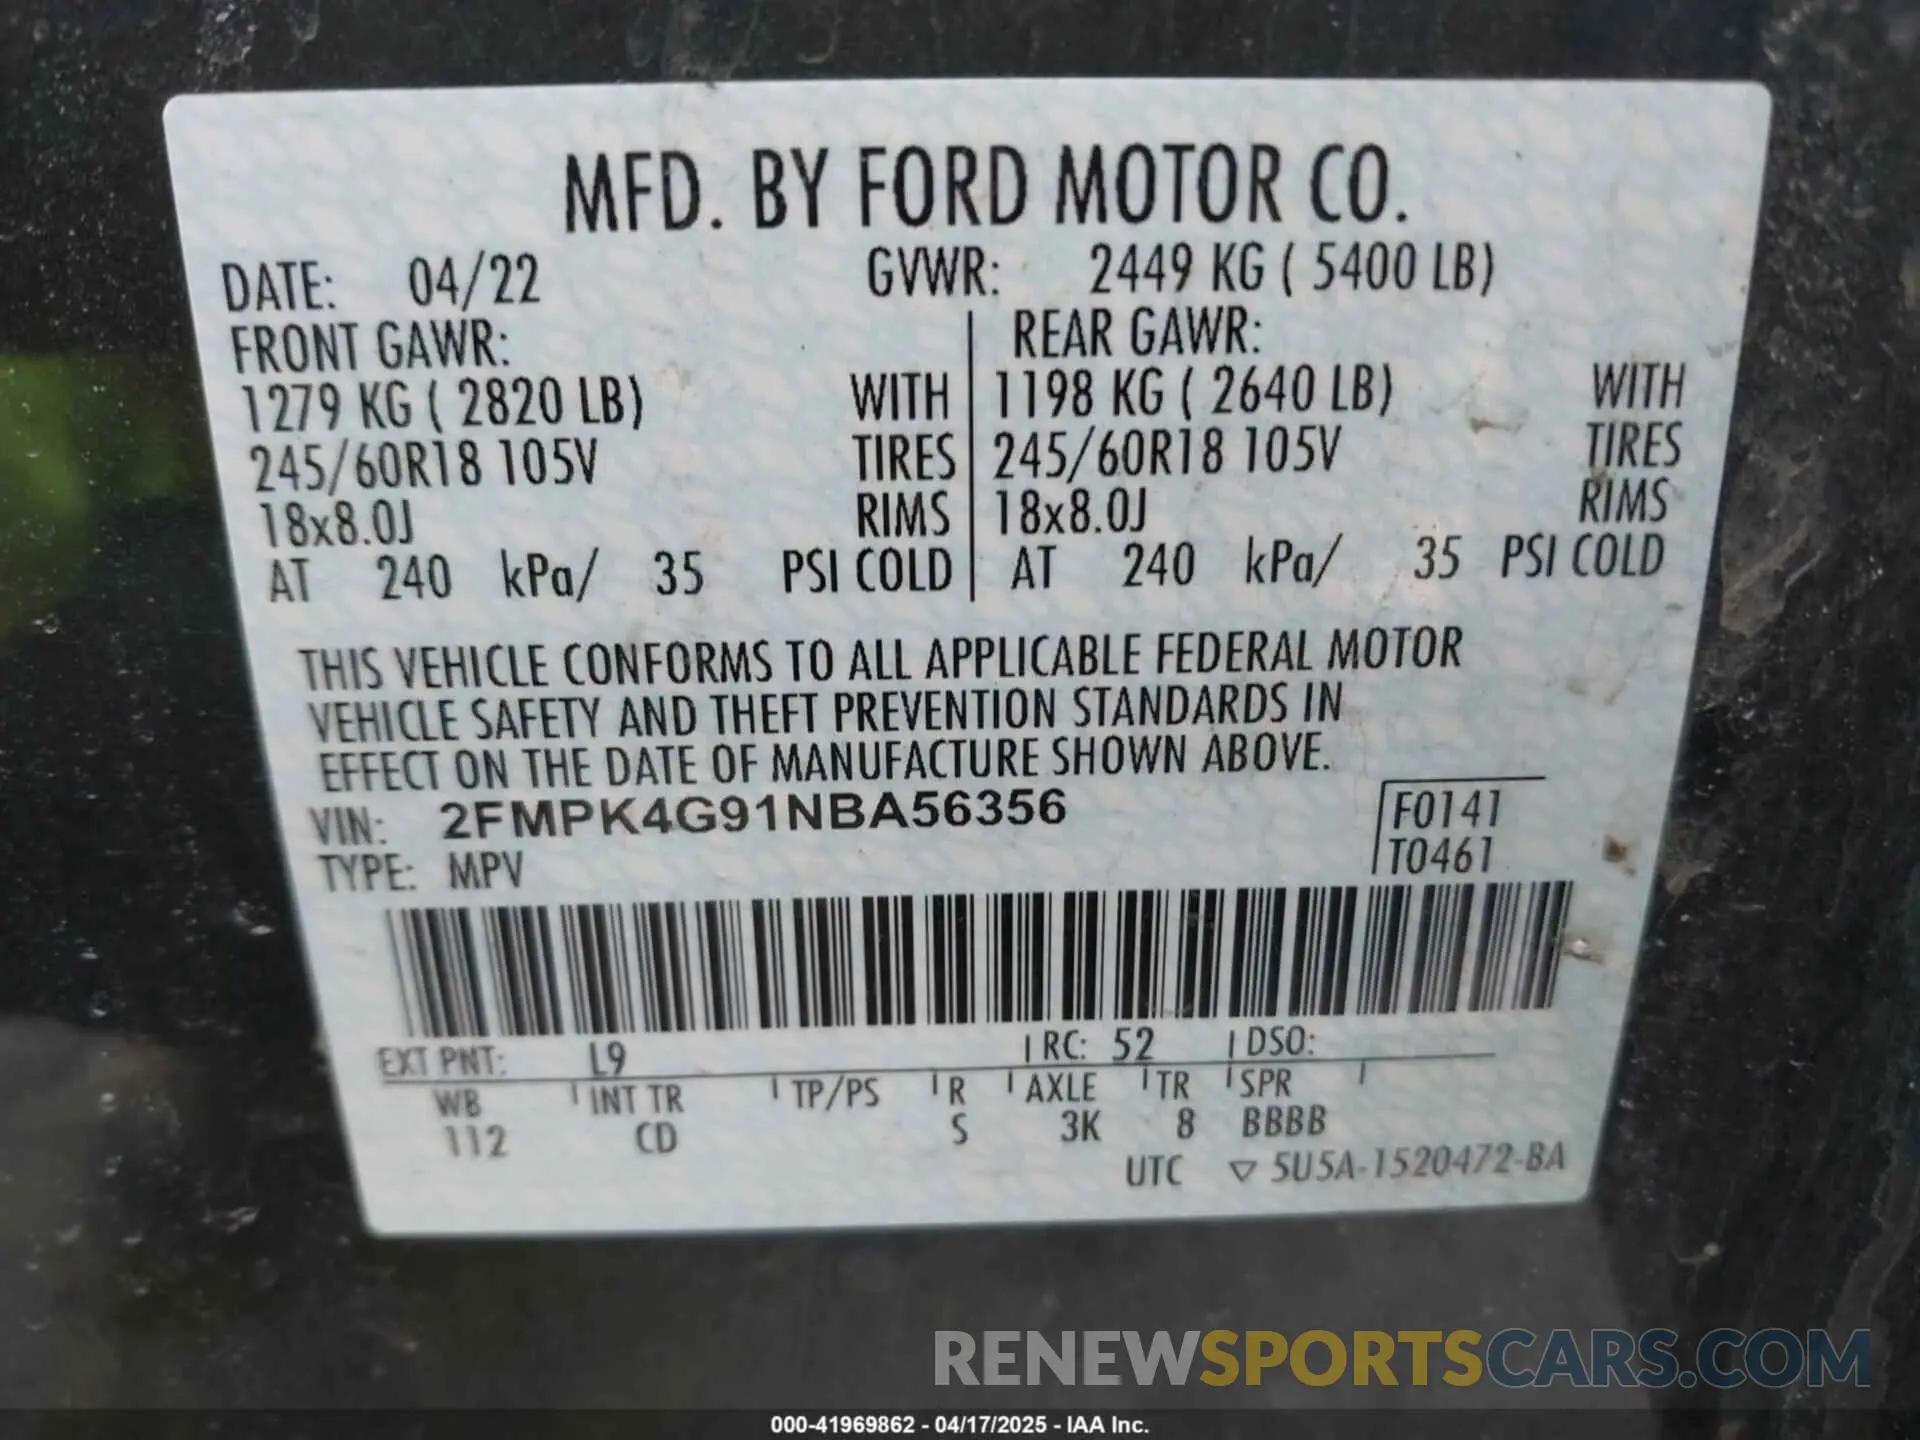 MFD. BY FORD MOTOR CO.
DATE: 04/22 GVWR: 2449 KG ( 5400 LB)
FRONT GAWR: REAR GAWR:
1279 KG ( 2820 LB) WITH 1198 KG ( 2640 LB) WITH
245/60R18 105V TIRES 245/60R18 105V TIRES
18x8.0J RIMS 18x8.0J RIMS
AT 240 kPa/ 35 PSI COLD AT 240 kPa/ 35 PSI COLD
THIS VEHICLE CONFORMS TO ALL APPLICABLE FEDERAL MOTOR
VEHICLE SAFETY AND THEFT PREVENTION STANDARDS IN
EFFECT ON THE DATE OF MANUFACTURE SHOWN ABOVE.
VIN: 2FMPK4G91NBA56356 F0141
TYPE: MPV T0461
EXT PNT: L9 RC: 52 DSO:
WB INT TR TP/PS R AXLE TR SPR
112 CD S 3K 8 BBBB
UTC ▽ 5U5A-1520472-BA
RENEWSPORTSCARS.COM
000-41969862 - 04/17/2025 - IAA Inc.